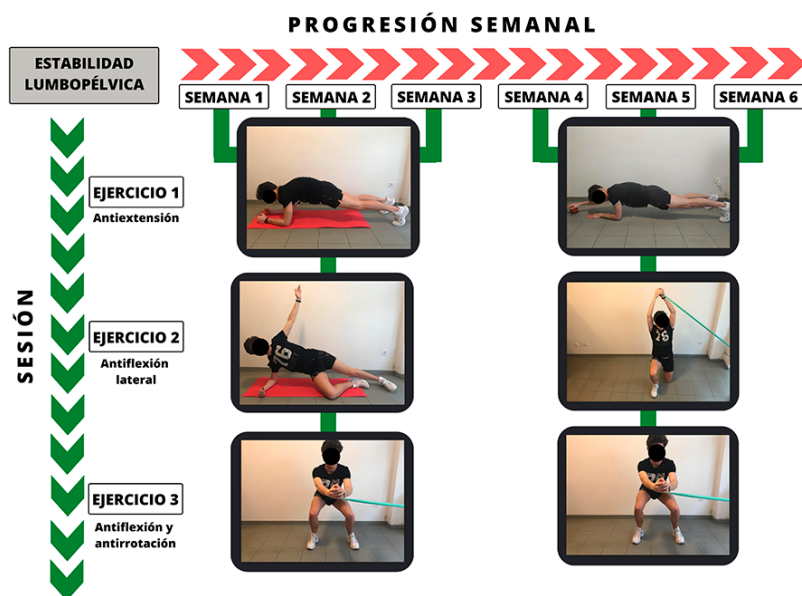 PROGRESIÓN SEMANAL
ESTABILIDAD
LUMBOPÉLVICA
SEMANA 1
SEMANA 2
SEMANA 3
SEMANA 4
SEMANA 5
SEMANA 6
SESIÓN
EJERCICIO 1
Antiextensión
EJERCICIO 2
Antiflexión
lateral
76
EJERCICIO 3
Antiflexión y
antirrotación